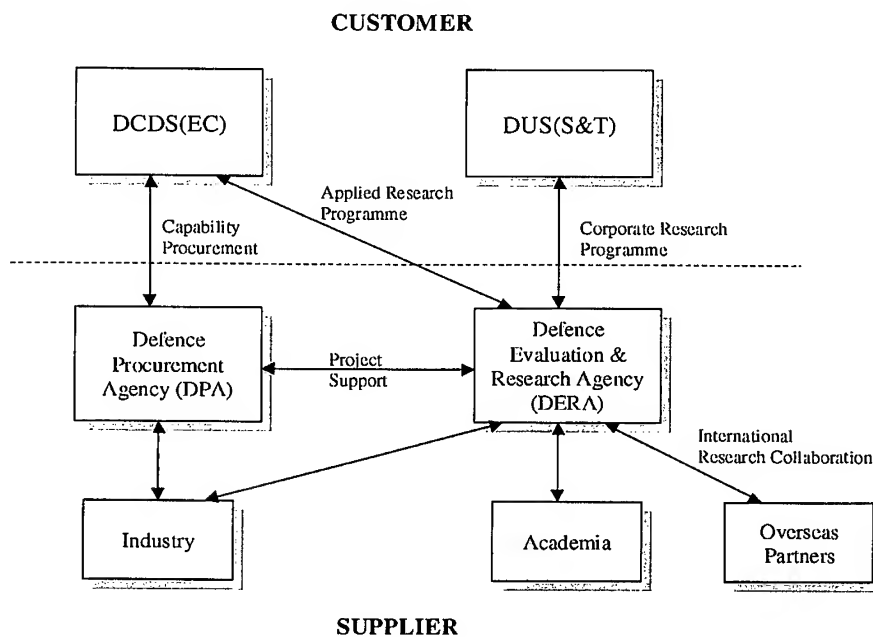 CUSTOMER
DCDS(EC)
DUS(S&T)
Applied Research
Programme
Capability
Procurement
Corporate Research
Programme
Defence
Procurement
Agency (DPA)
Project
Support
Defence
Evaluation &
Research Agency
(DERA)
International
Research Collaboration
Industry
Academia
Overseas
Partners
SUPPLIER